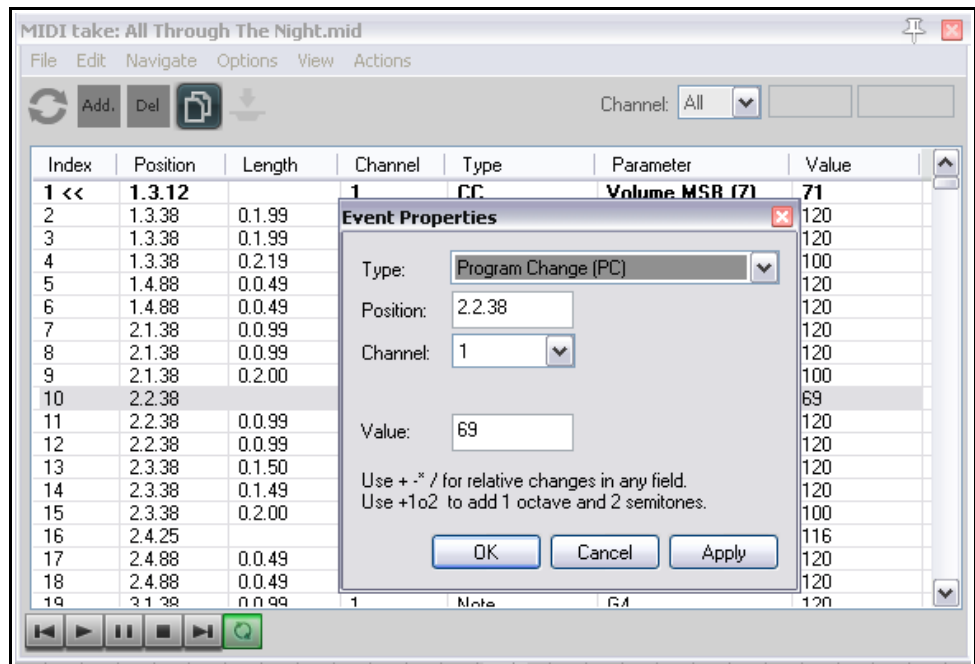 MIDI take: All Through The Night.mid
File Edit Navigate Options View Actions
Add. Del Channel: All
Index Position Length Channel Type Parameter Value
1 << 1.3.12 1 CC Volume MSB (7) 71
2 1.3.38 0.1.99 120
3 1.3.38 0.1.99 120
4 1.3.38 0.2.19 100
5 1.4.88 0.0.49 120
6 1.4.88 0.0.49 120
7 2.1.38 0.0.99 120
8 2.1.38 0.0.99 120
9 2.1.38 0.2.00 100
10 2.2.38 69
11 2.2.38 0.0.99 120
12 2.2.38 0.0.99 120
13 2.3.38 0.1.50 120
14 2.3.38 0.1.49 120
15 2.3.38 0.2.00 100
16 2.4.25 116
17 2.4.88 0.0.49 120
18 2.4.88 0.0.49 120
19 3.1.38 0.0.99 1 Note G4 120
Event Properties
Type: Program Change (PC)
Position: 2.2.38
Channel: 1
Value: 69
Use + -* / for relative changes in any field.
Use +1o2 to add 1 octave and 2 semitones.
OK Cancel Apply